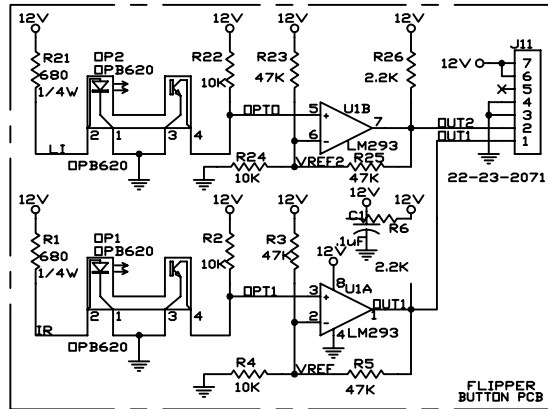 12V 12V 12V 12V
R21
680
1/4W
OP2
OPB620
R22
10K
R23
47K
R26
2.2K
J11
12V
7
6
5
4
3
2
1
OPTO
5
6
7
U1B
LM293
OUT2
OUT1
2 1 3 4
LI
OPB620
R24
10K
VREF2
R25
47K
22-23-2071
12V 12V 12V 12V 12V
R1
680
1/4W
OP1
OPB620
R2
10K
R3
47K
C1
.1uF
R6
2.2K
12V
OPT1
3
2
8
U1A
1
OUT1
4
LM293
2 1 3 4
IR
OPB620
R4
10K
VREF
R5
47K
FLIPPER
BUTTON PCB